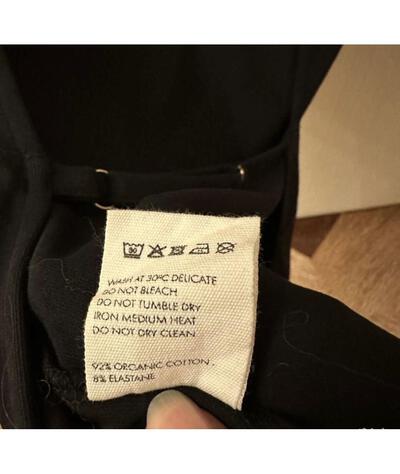 30
WASH AT 30ºC DELICATE
DO NOT BLEACH
DO NOT TUMBLE DRY
IRON MEDIUM HEAT
DO NOT DRY CLEAN
92% ORGANIC COTTON.
8% ELASTANE